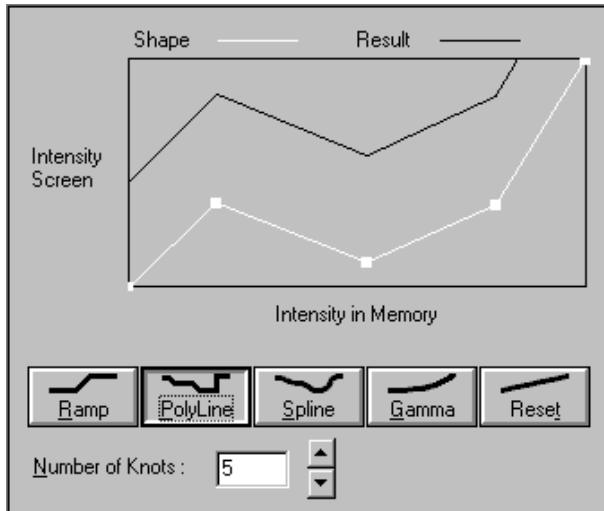 Shape Result
Intensity
Screen
Intensity in Memory
Ramp PolyLine Spline Gamma Reset
Number of Knots : 5